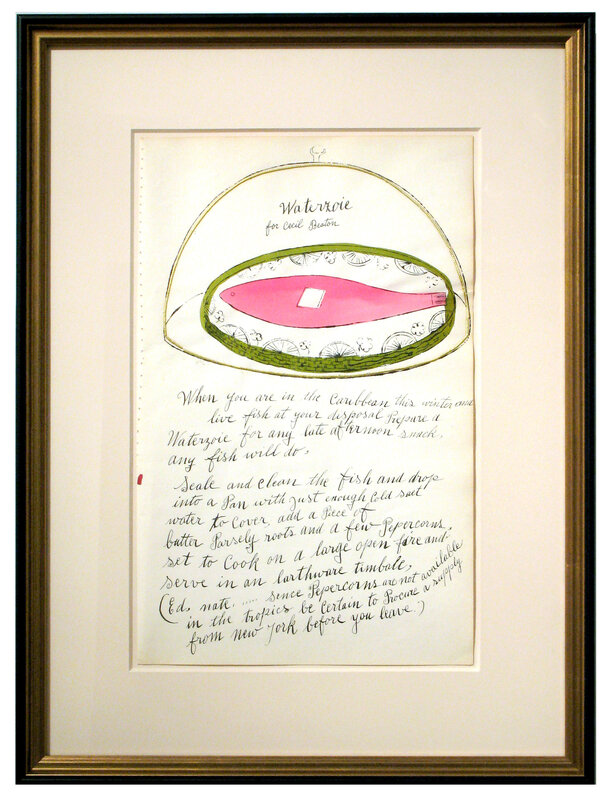 Waterzoie
for Cecil Beaton
When you are in the Caribbean this winter and
live fish at your disposal Prepare a
Waterzoie for any late afternoon snack.
any fish will do.
Scale and clean the fish and drop
into a Pan with just enough Cold salt
water to Cover, add a Piece of
butter Parsely roots and a few Pepercorns,
set to Cook on a large open fire and
serve in an Earthware timbale,
(Ed. nate ..... sence Pepercorns are not available
in the tropics be Certain to Procure a supply
from New York before you leave.)